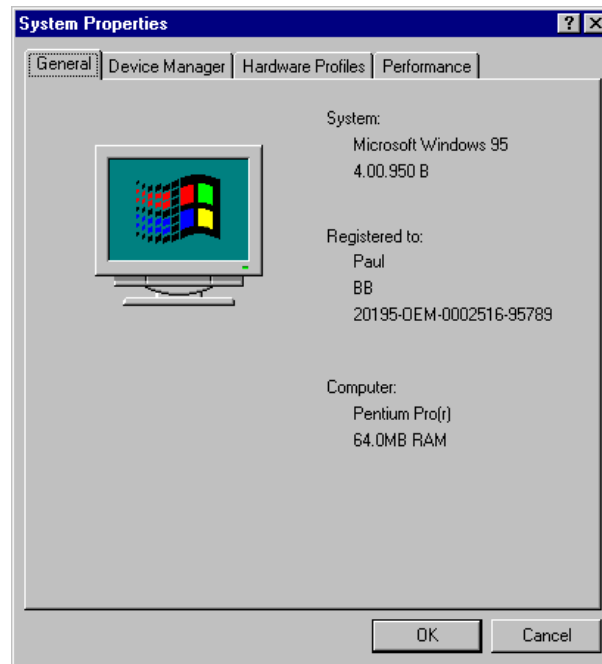 System Properties
General
Device Manager
Hardware Profiles
Performance
System:
Microsoft Windows 95
4.00.950 B
Registered to:
Paul
BB
20195-OEM-0002516-95789
Computer:
Pentium Pro(r)
64.0MB RAM
OK
Cancel